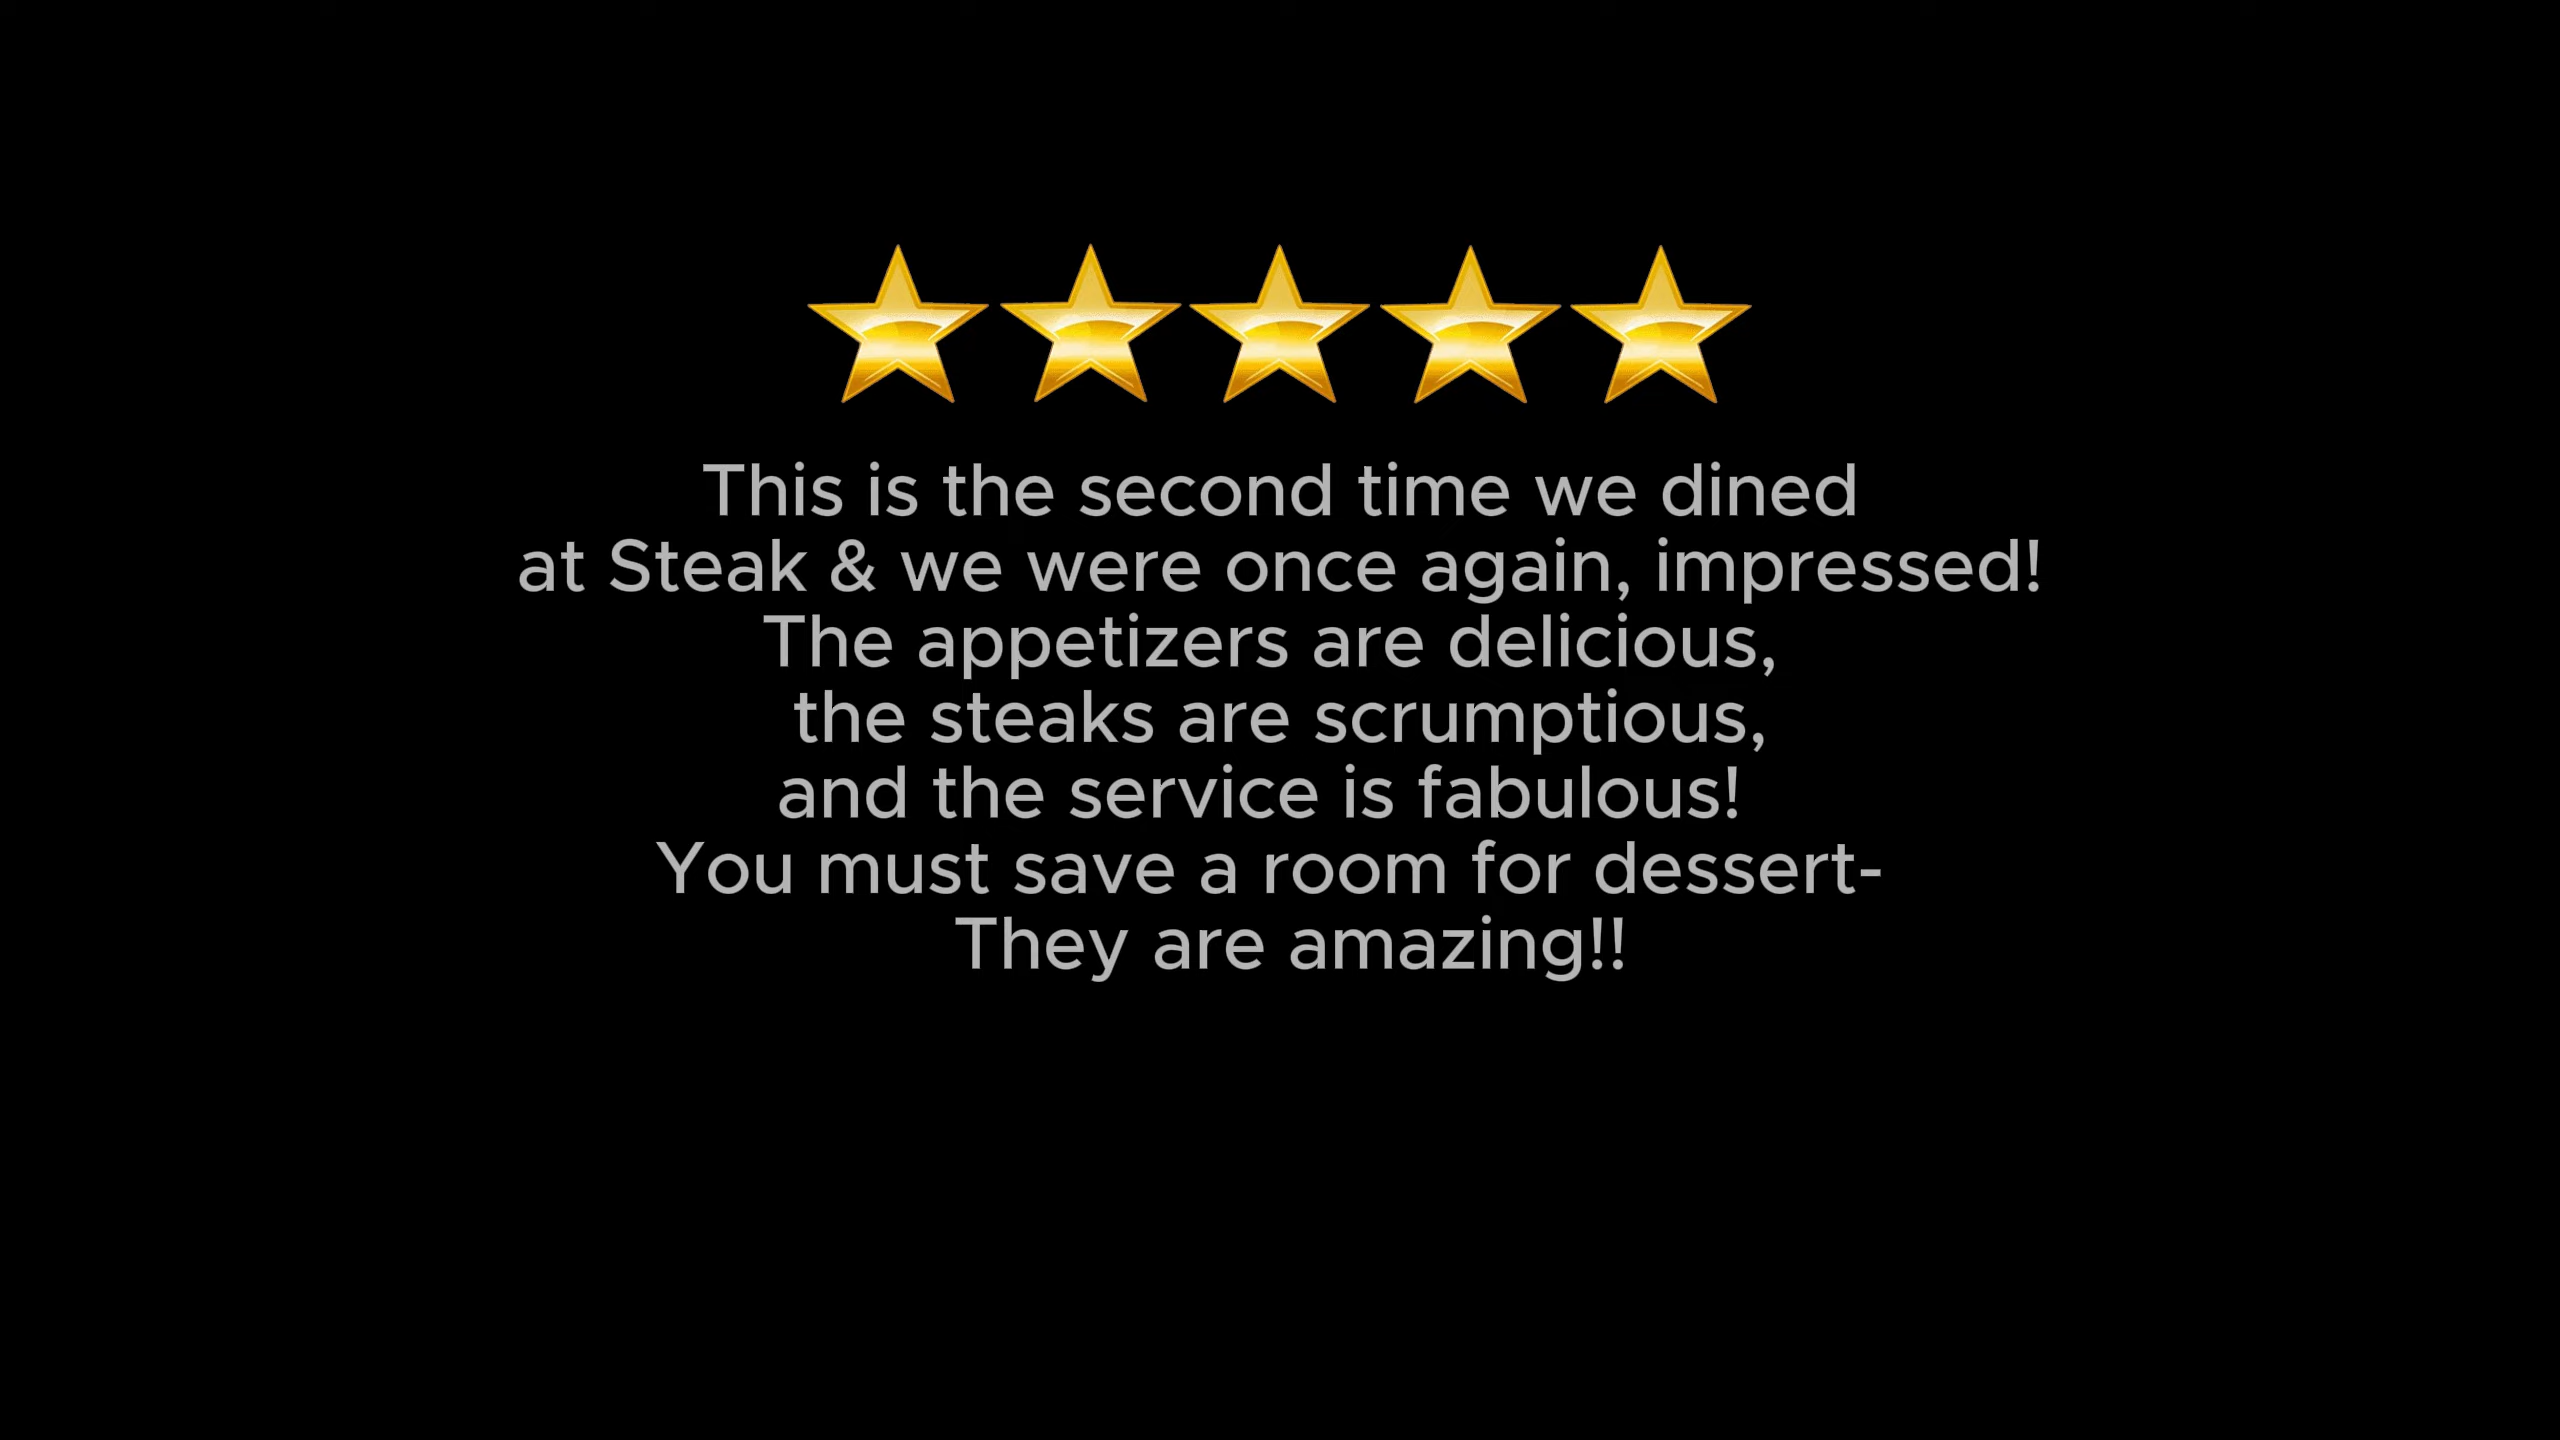 This is the second time we dined
at Steak & we were once again, impressed!
The appetizers are delicious,
the steaks are scrumptious,
and the service is fabulous!
You must save a room for dessert-
They are amazing!!